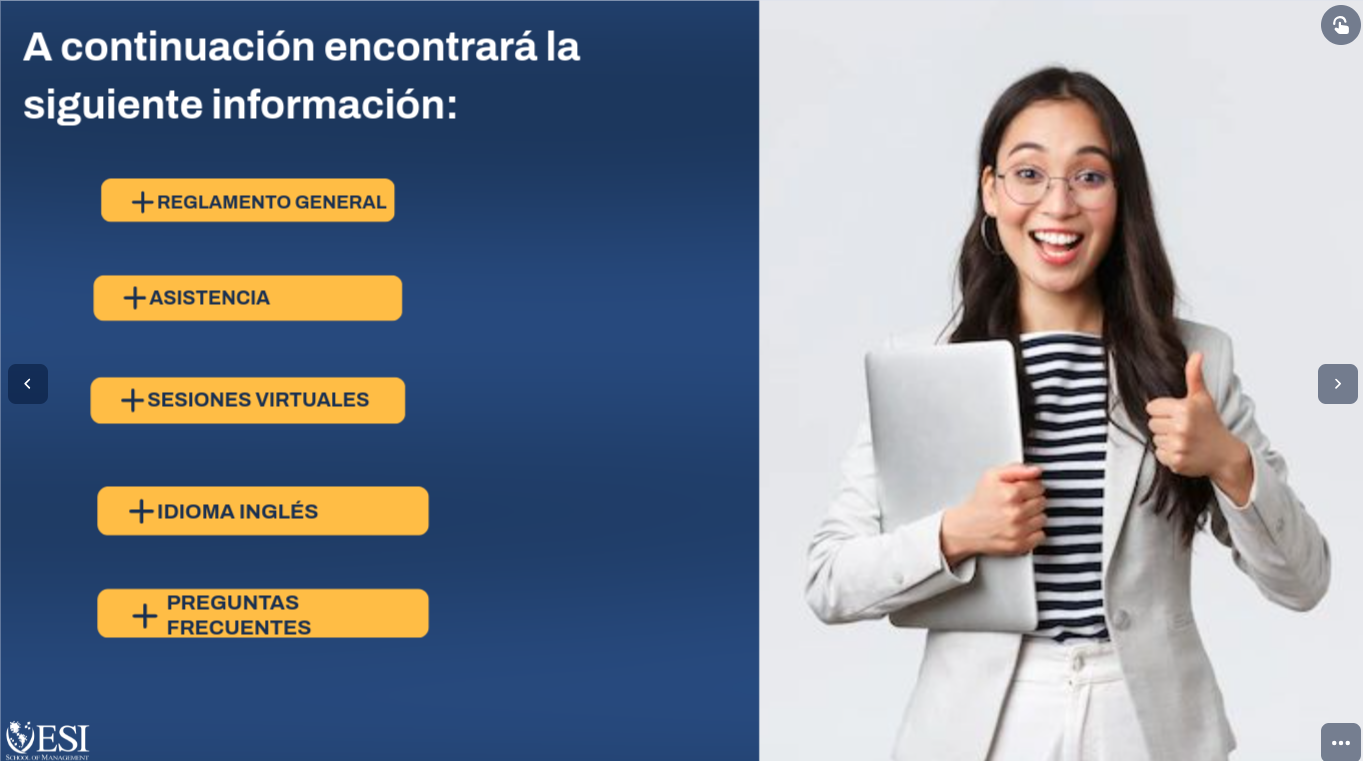 A continuación encontrará la
siguiente información:
REGLAMENTO GENERAL
ASISTENCIA
SESIONES VIRTUALES
IDIOMA INGLÉS
PREGUNTAS
FRECUENTES
ESI
SCHOOL OF MANAGEMENT